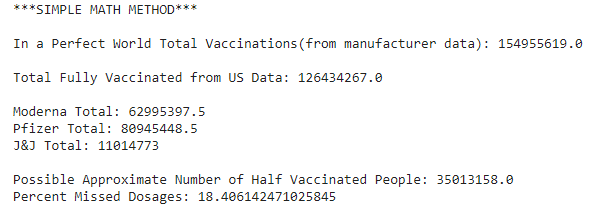 ***SIMPLE MATH METHOD***
In a Perfect World Total Vaccinations(from manufacturer data): 154955619.0
Total Fully Vaccinated from US Data: 126434267.0
Moderna Total: 62995397.5
Pfizer Total: 80945448.5
J&J Total: 11014773
Possible Approximate Number of Half Vaccinated People: 35013158.0
Percent Missed Dosages: 18.406142471025845